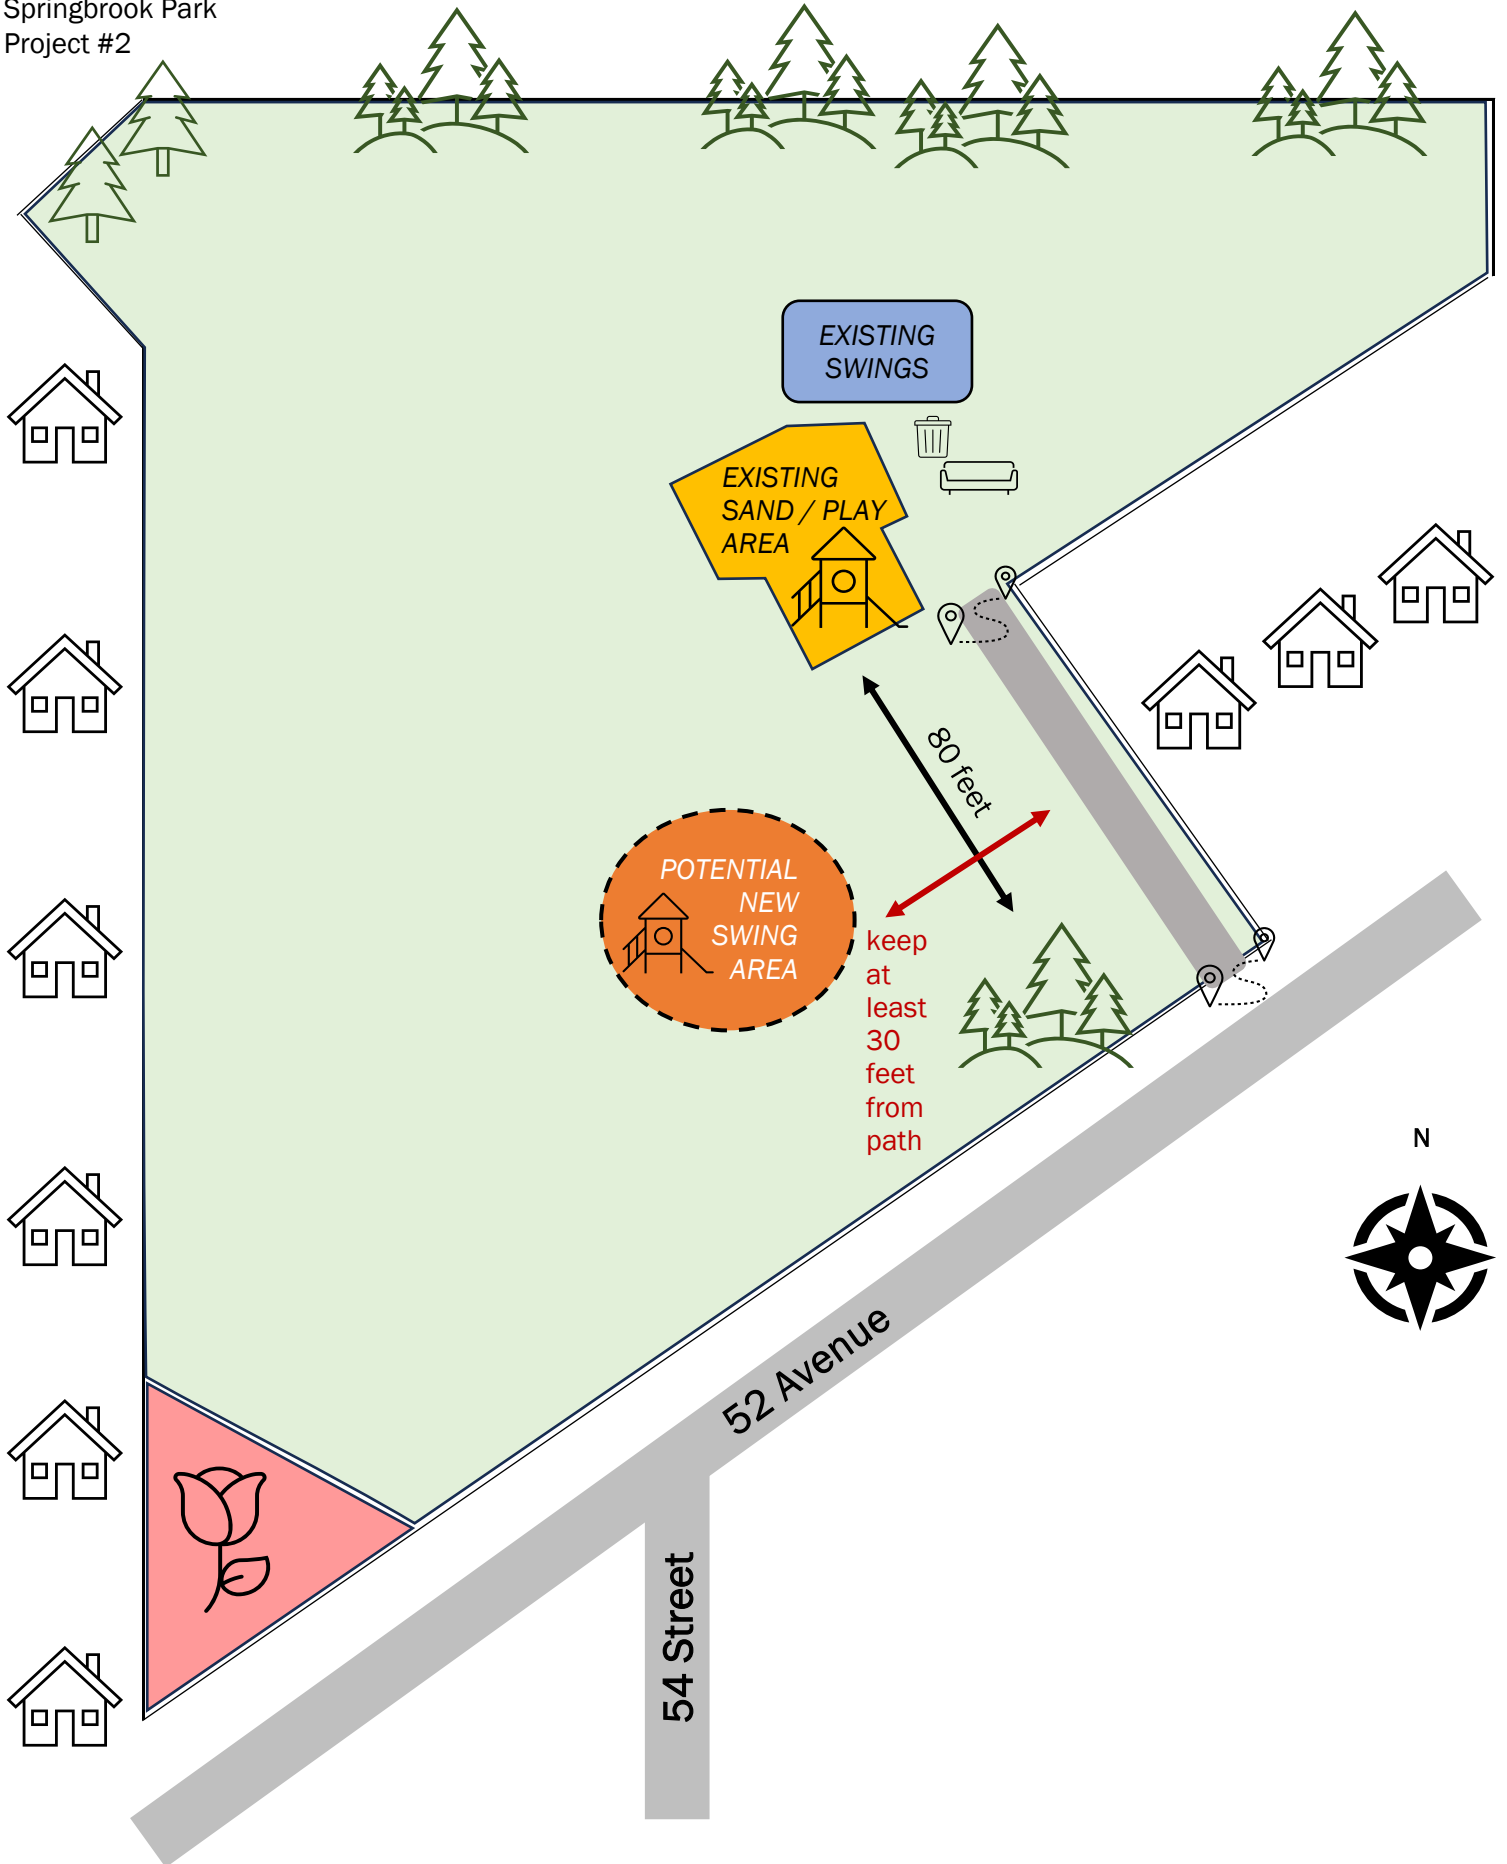 Springbrook Park
Project #2
EXISTING
SWINGS
EXISTING
SAND / PLAY
AREA
80 feet
POTENTIAL
NEW
SWING
AREA
keep
at
least
30
feet
from
path
N
52 Avenue
54 Street